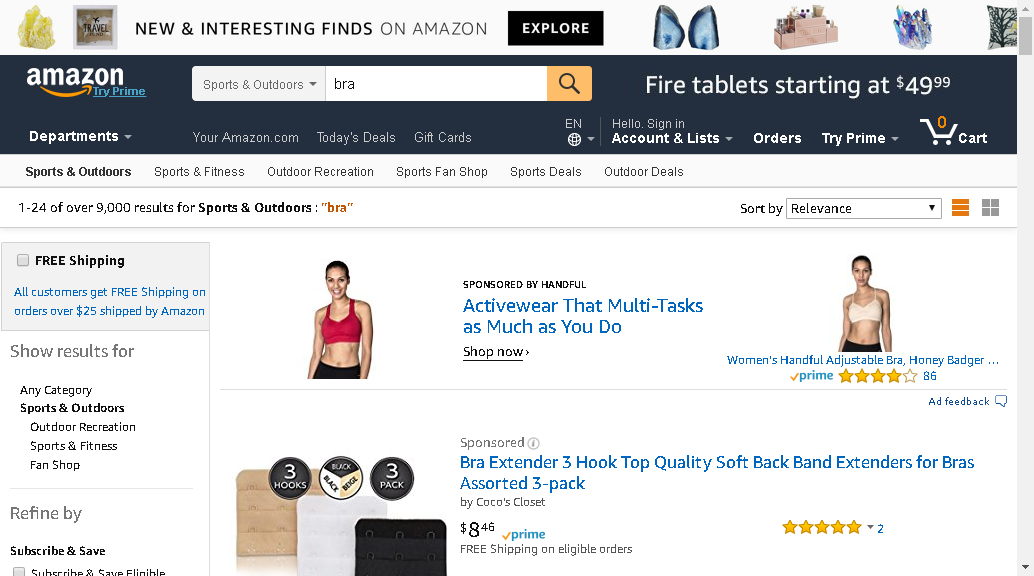 TRAVEL
NEW & INTERESTING FINDS ON AMAZON
EXPLORE
amazon
Try Prime
Sports & Outdoors
bra
Fire tablets starting at $49.99
Departments
Your Amazon.com
Today's Deals
Gift Cards
EN
Hello. Sign in
Account & Lists
Orders
Try Prime
0
Cart
Sports & Outdoors
Sports & Fitness
Outdoor Recreation
Sports Fan Shop
Sports Deals
Outdoor Deals
1-24 of over 9,000 results for Sports & Outdoors : "bra"
Sort by
Relevance
FREE Shipping
All customers get FREE Shipping on
orders over $25 shipped by Amazon
Show results for
Any Category
Sports & Outdoors
Outdoor Recreation
Sports & Fitness
Fan Shop
Refine by
Subscribe & Save
Subscribe & Save Eligible
SPONSORED BY HANDFUL
Activewear That Multi-Tasks
as Much as You Do
Shop now ›
Women's Handful Adjustable Bra, Honey Badger ...
prime
86
Ad feedback
3
HOOKS
BLACK
BLACK
BEIGE
3
PACK
Sponsored
Bra Extender 3 Hook Top Quality Soft Back Band Extenders for Bras
Assorted 3-pack
by Coco's Closet
$8 46
prime
FREE Shipping on eligible orders
2